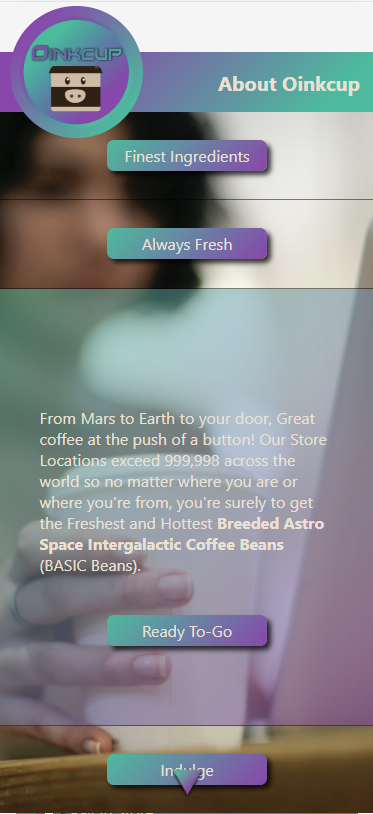 Oinkcup
About Oinkcup
Finest Ingredients
Always Fresh
From Mars to Earth to your door, Great
coffee at the push of a button! Our Store
Locations exceed 999,998 across the
world so no matter where you are or
where you're from, you're surely to get
the Freshest and Hottest Breeded Astro
Space Intergalactic Coffee Beans
(BASIC Beans).
Ready To-Go
Indulge